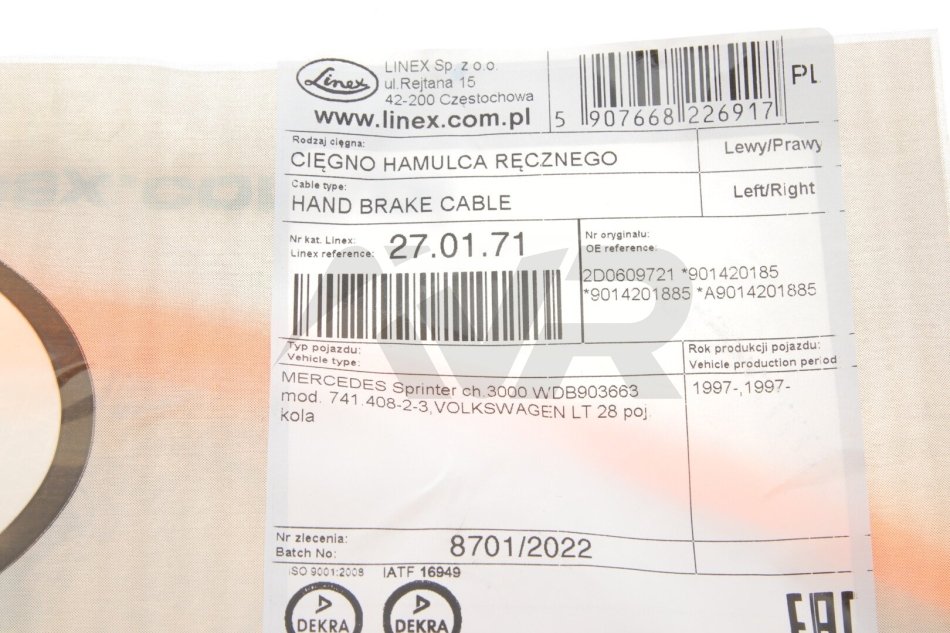 Linex
LINEX Sp. z o.o.
ul.Rejtana 15
42-200 Częstochowa
www.linex.com.pl
5 907668 226917
PL
Rodzaj cięgna:
CIĘGNO HAMULCA RĘCZNEGO
Lewy/Prawy
Cable type:
HAND BRAKE CABLE
Left/Right
Nr kat. Linex:
Linex reference: 27.01.71
Nr oryginału:
OE reference:
2D0609721 *901420185
*9014201885 *A9014201885
Typ pojazdu:
Vehicle type:
MERCEDES Sprinter ch.3000 WDB903663
mod. 741.408-2-3,VOLKSWAGEN LT 28 poj.
kola
Rok produkcji pojazdu:
Vehicle production period
1997-,1997-
Nr zlecenia:
Batch No: 8701/2022
ISO 9001:2008 IATF 16949
DEKRA DEKRA
EAC